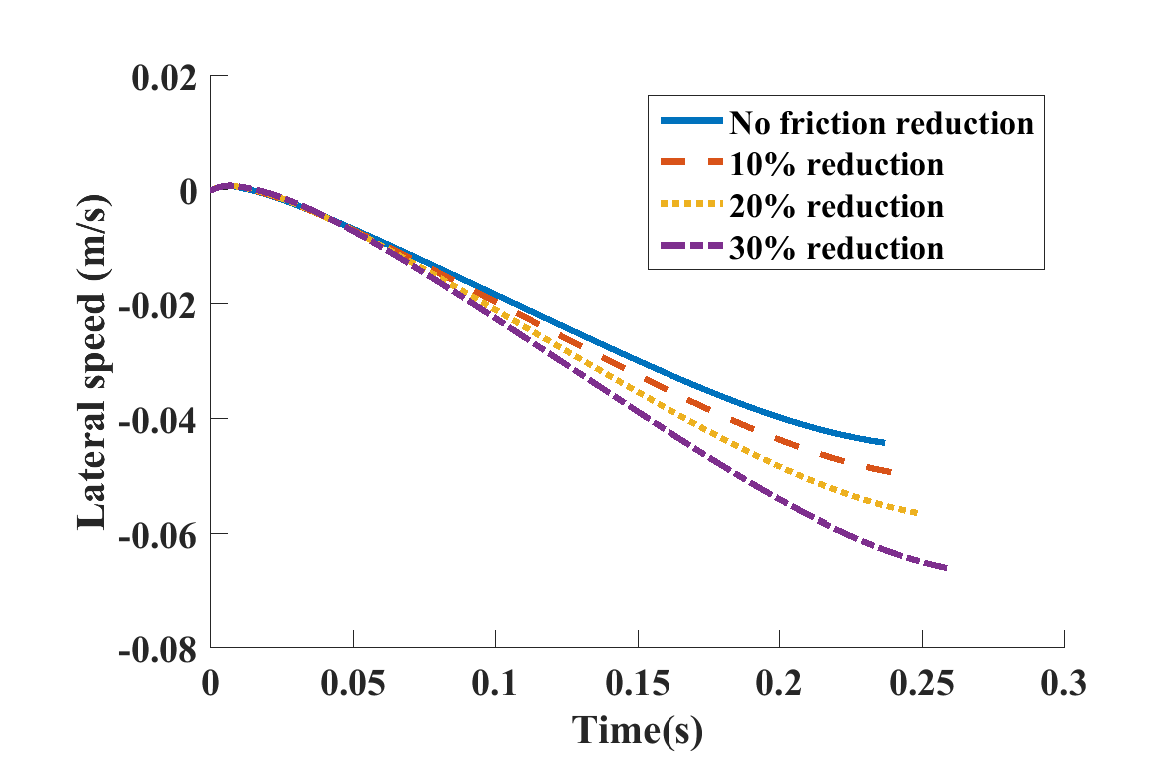 0.02
0
-0.02
-0.04
-0.06
-0.08
Lateral speed (m/s)
No friction reduction
10% reduction
20% reduction
30% reduction
0 0.05 0.1 0.15 0.2 0.25 0.3
Time(s)